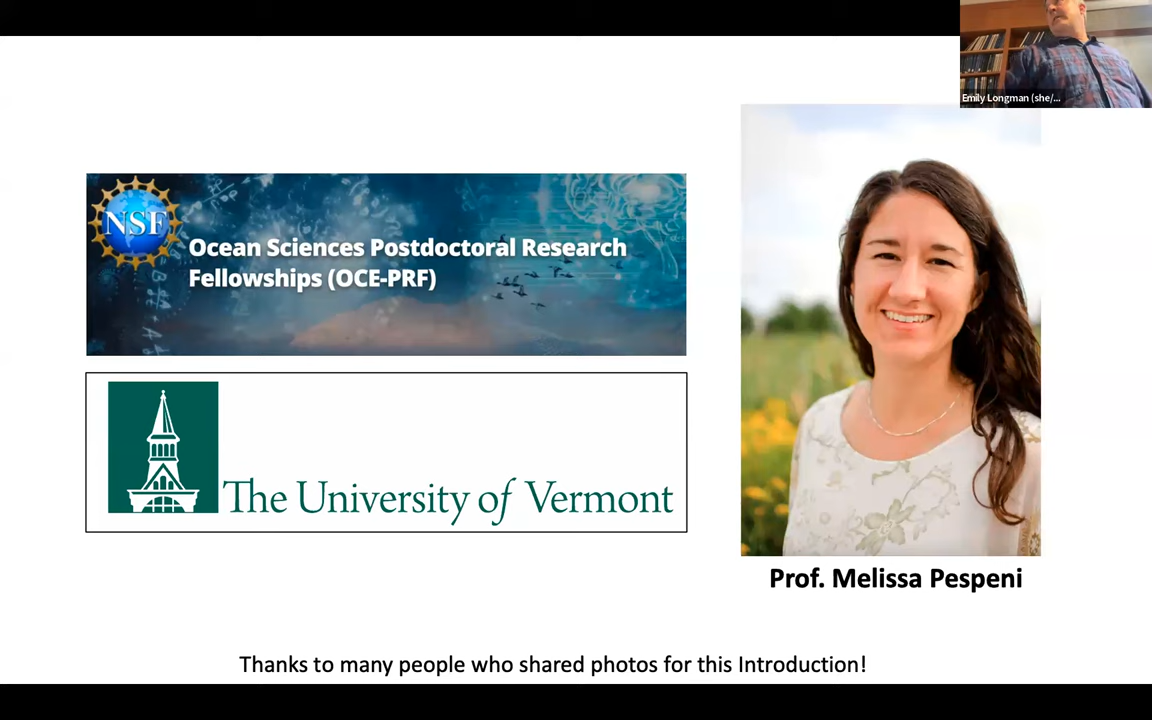 Emily Longman (she/...
NSF
Ocean Sciences Postdoctoral Research
Fellowships (OCE-PRF)
The University of Vermont
Prof. Melissa Pespeni
Thanks to many people who shared photos for this Introduction!